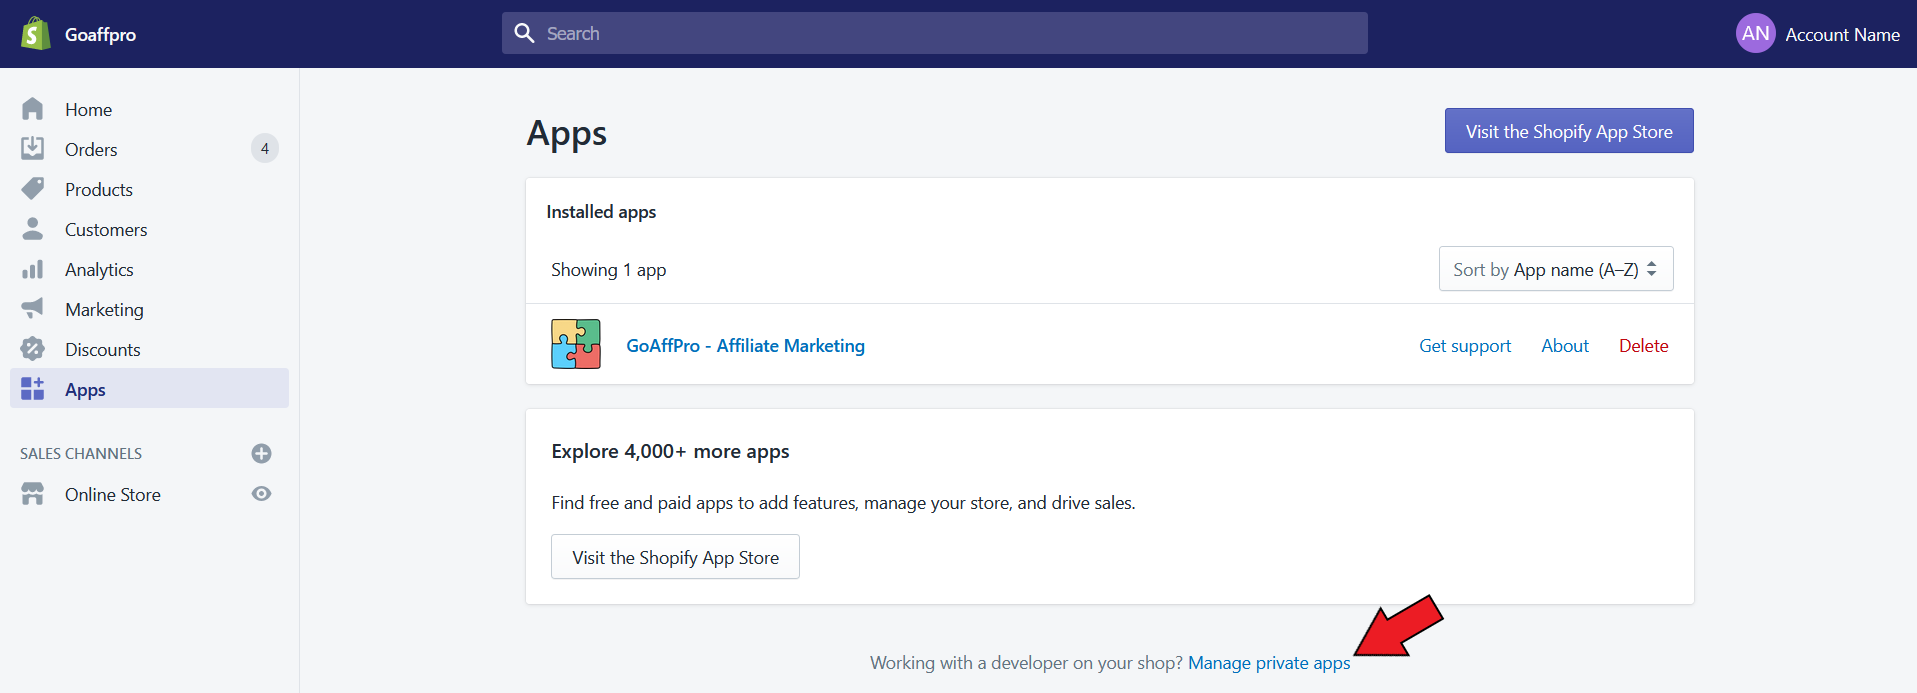 Goaffpro
Search
AN Account Name
Home
Orders 4
Products
Customers
Analytics
Marketing
Discounts
Apps
SALES CHANNELS
Online Store
Apps
Visit the Shopify App Store
Installed apps
Showing 1 app
Sort by App name (A–Z)
GoAffPro - Affiliate Marketing
Get support About Delete
Explore 4,000+ more apps
Find free and paid apps to add features, manage your store, and drive sales.
Visit the Shopify App Store
Working with a developer on your shop? Manage private apps